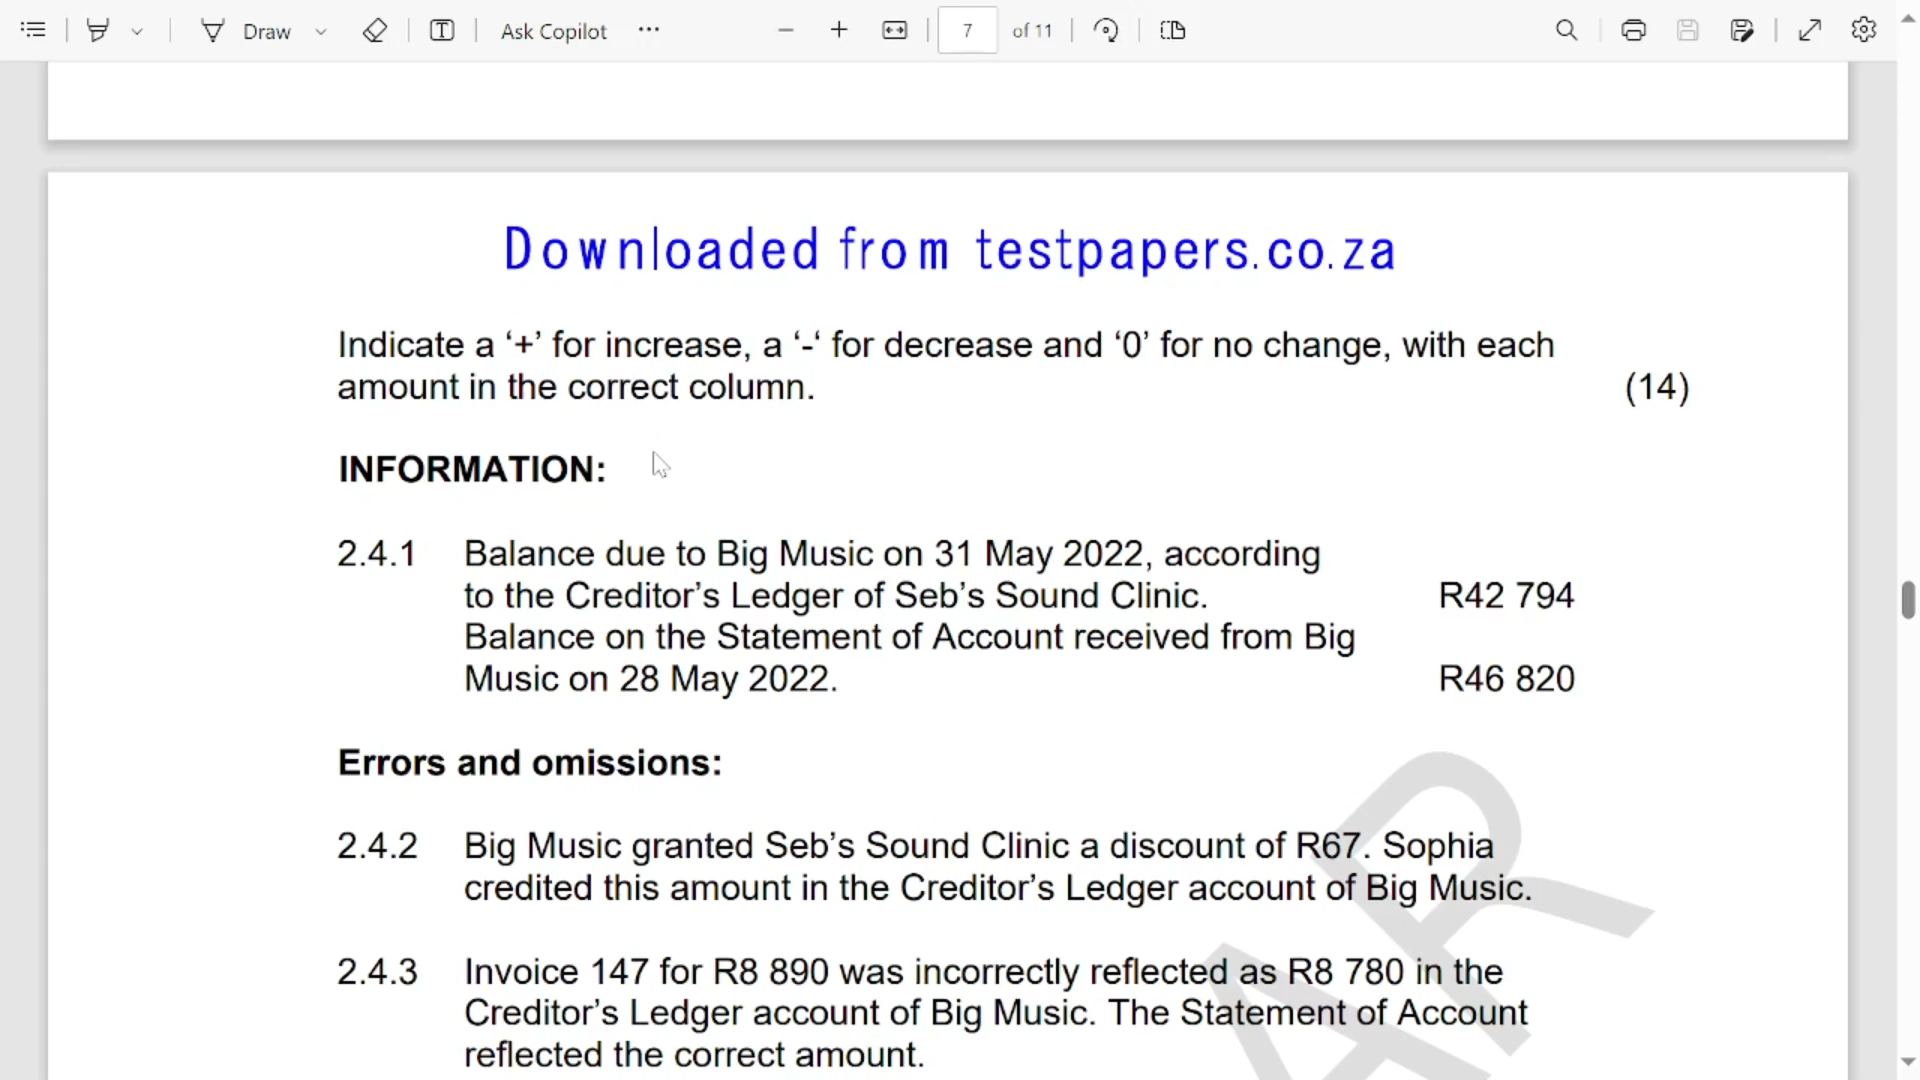 Draw
Ask Copilot
7
of 11
Downloaded from testpapers.co.za
Indicate a ‘+’ for increase, a ‘-‘ for decrease and ‘0’ for no change, with each
amount in the correct column. (14)
INFORMATION:
2.4.1 Balance due to Big Music on 31 May 2022, according
to the Creditor’s Ledger of Seb’s Sound Clinic. R42 794
Balance on the Statement of Account received from Big
Music on 28 May 2022. R46 820
Errors and omissions:
2.4.2 Big Music granted Seb’s Sound Clinic a discount of R67. Sophia
credited this amount in the Creditor’s Ledger account of Big Music.
2.4.3 Invoice 147 for R8 890 was incorrectly reflected as R8 780 in the
Creditor’s Ledger account of Big Music. The Statement of Account
reflected the correct amount.
AR